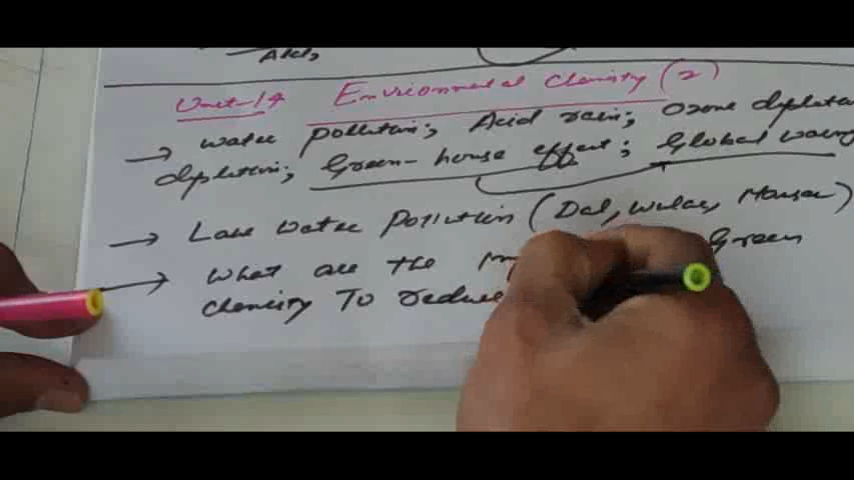 Acids
Unit-14 Environmental Chemistry (2)
→ Water pollution; Acid rain; Ozone depletion
depletion; Green-house effect; Global warming
→ Lake Water Pollution (Dal, Wular, Mansar)
→ What are the Green
chemistry To reduce